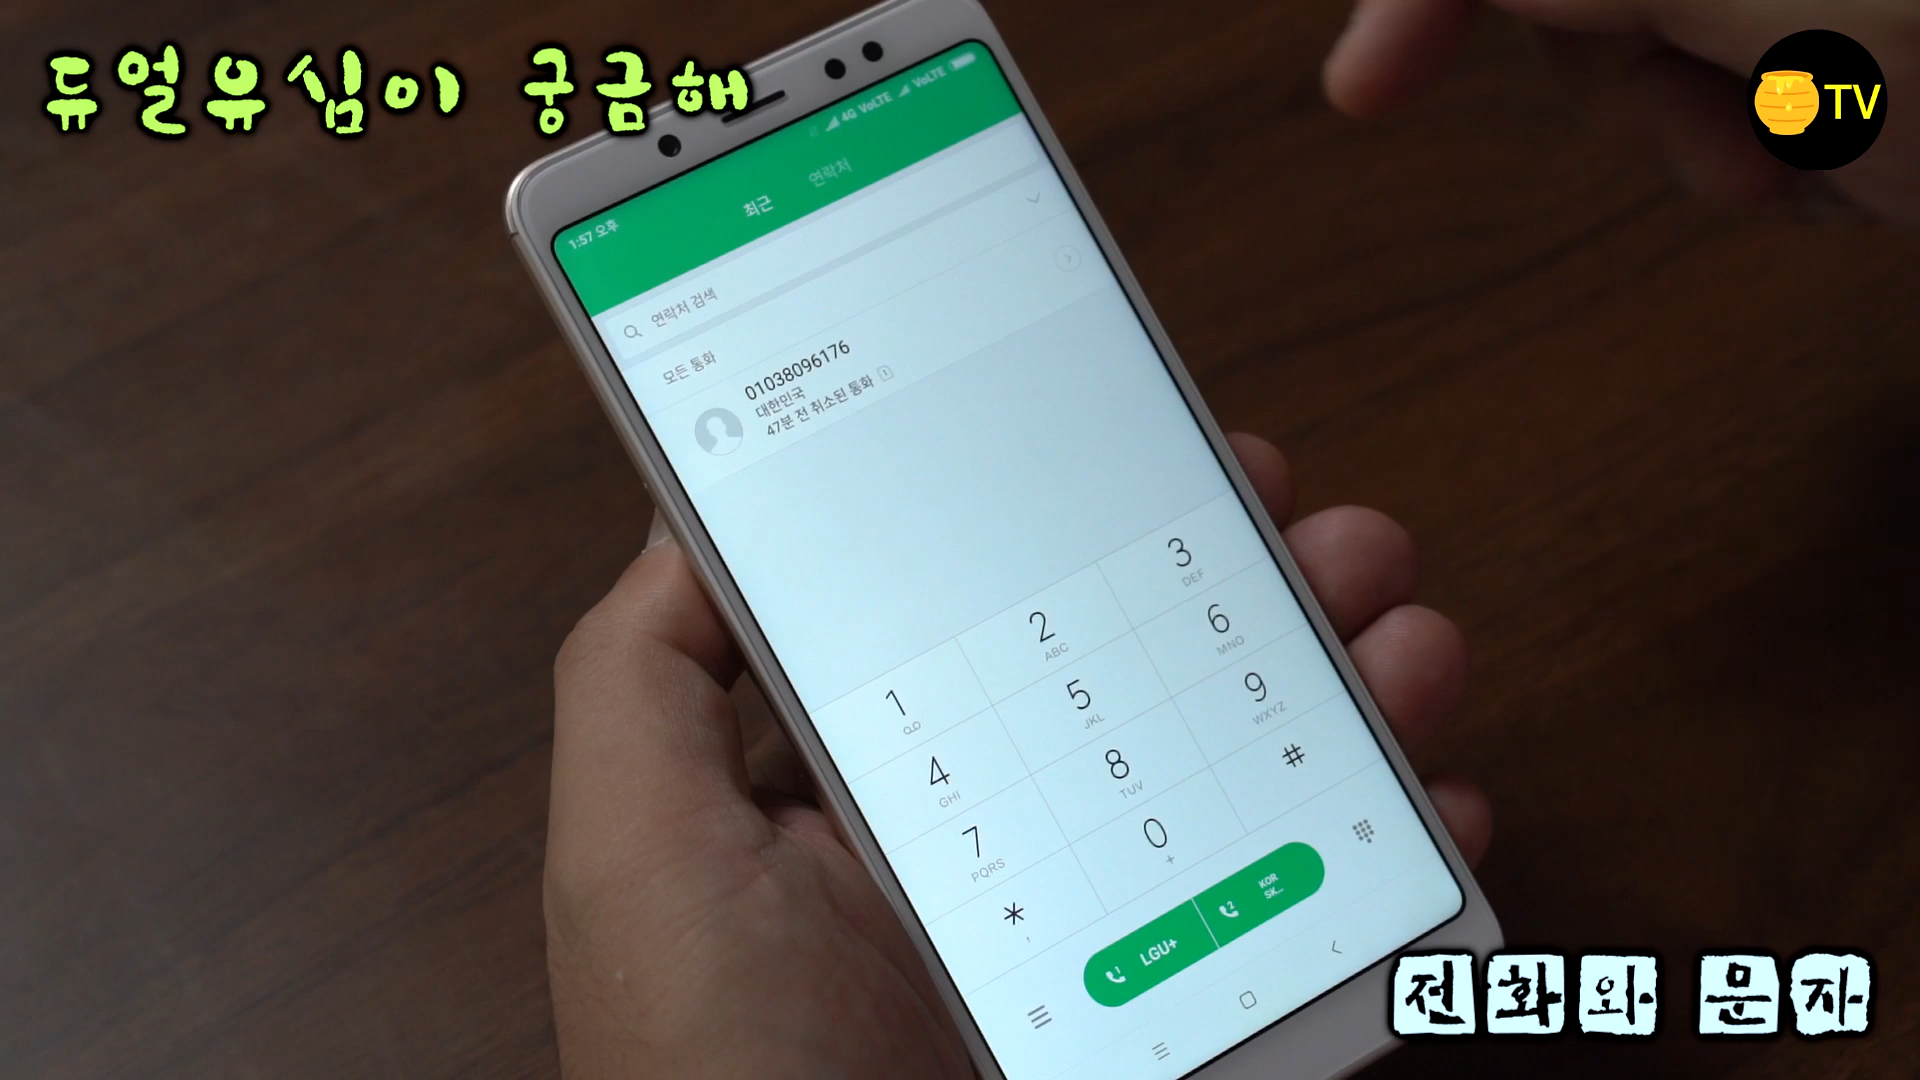 듀얼유심이 궁금해
TV
4G VoLTE VoLTE
1:57 오후
최근 연락처
연락처 검색
모든 통화
01038096176
대한민국
47분 전 취소된 통화 1
1
2 ABC
3 DEF
4 GHI
5 JKL
6 MNO
7 PQRS
8 TUV
9 WXYZ
* ,
0 +
#
1 LGU+
2 KOR SK...
전화와 문자